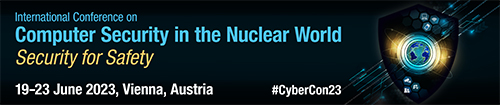 International Conference on
Computer Security in the Nuclear World
Security for Safety
19-23 June 2023, Vienna, Austria
#CyberCon23